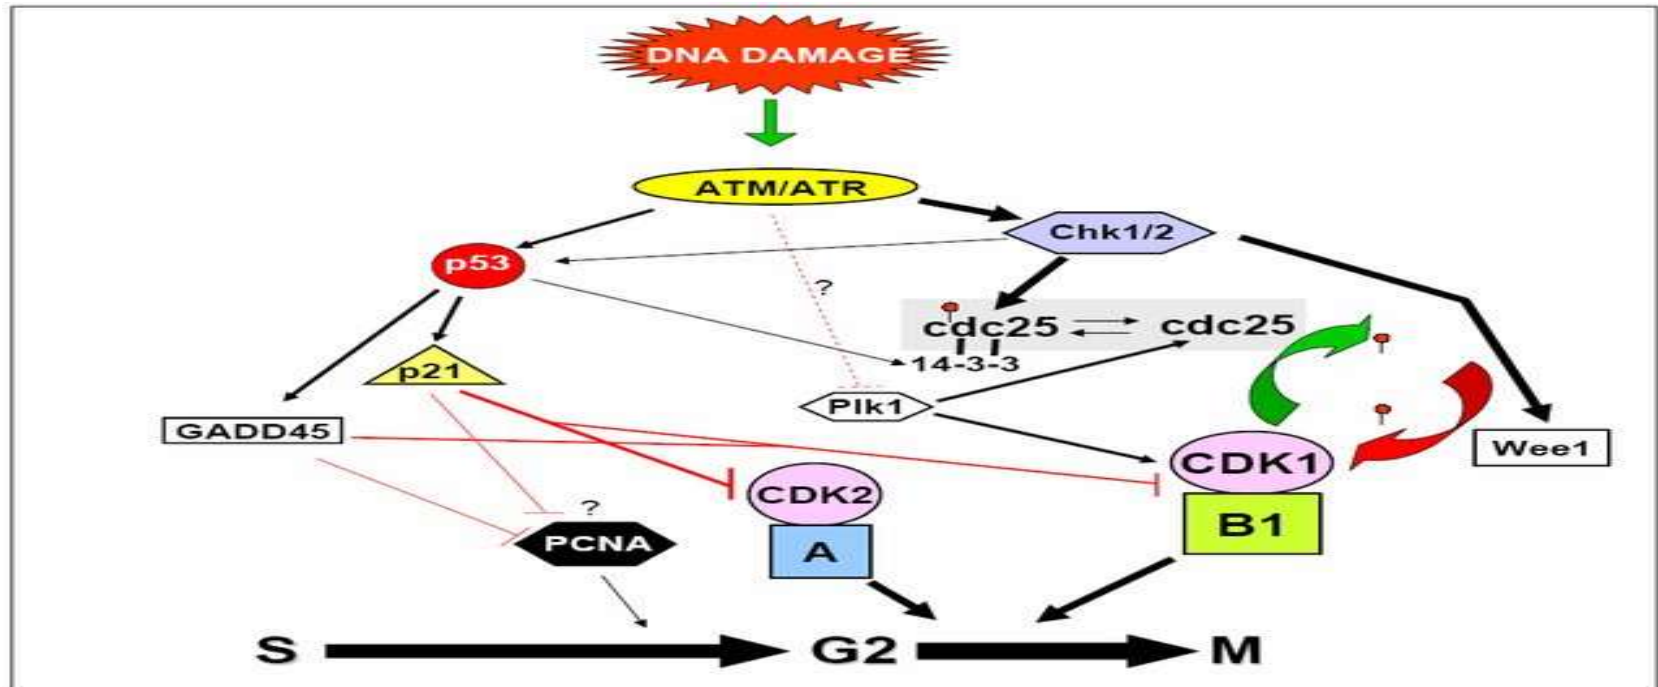 DNA DAMAGE
ATM/ATR
Chk1/2
p53
?
cdc25 cdc25
14-3-3
p21
Plk1
GADD45
Wee1
CDK1
CDK2
?
B1
PCNA
A
S G2 M